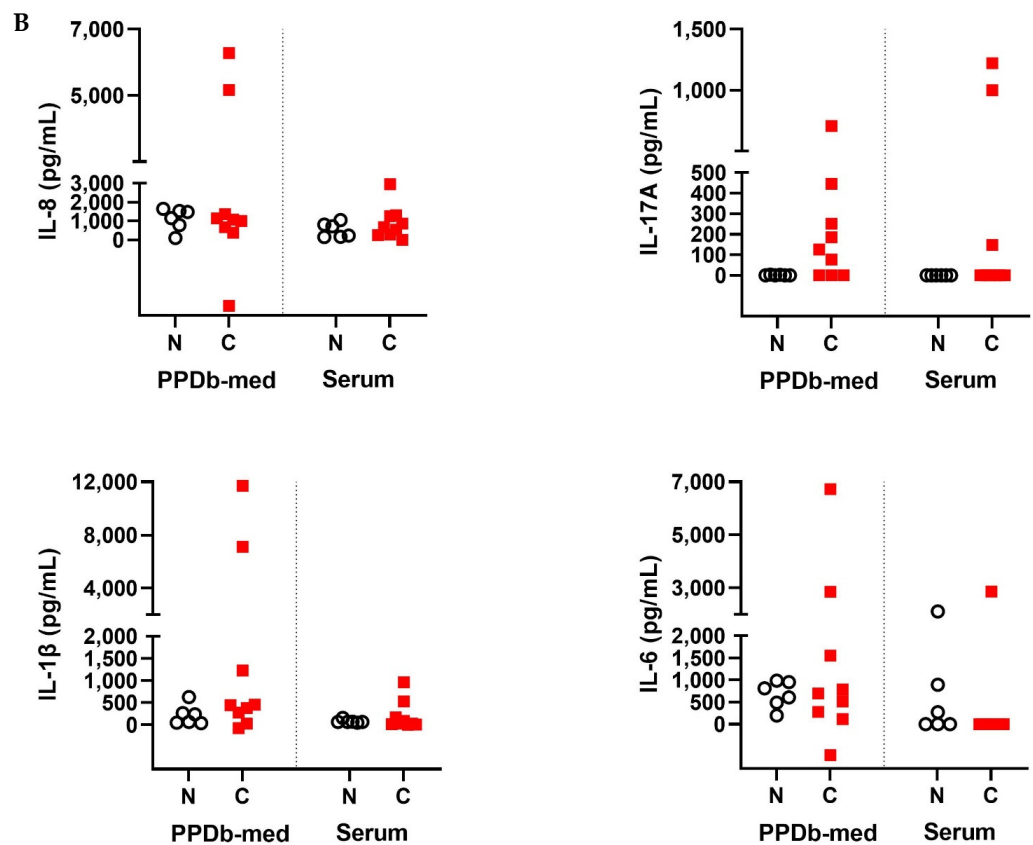 B
IL-8 (pg/mL)
7,000
5,000
3,000
2,000
1,000
0
N C N C
PPDb-med Serum
IL-17A (pg/mL)
1,500
1,000
500
400
300
200
100
0
N C N C
PPDb-med Serum
IL-1β (pg/mL)
12,000
8,000
4,000
2,000
1,500
1,000
500
0
N C N C
PPDb-med Serum
IL-6 (pg/mL)
7,000
5,000
3,000
2,000
1,500
1,000
500
0
N C N C
PPDb-med Serum